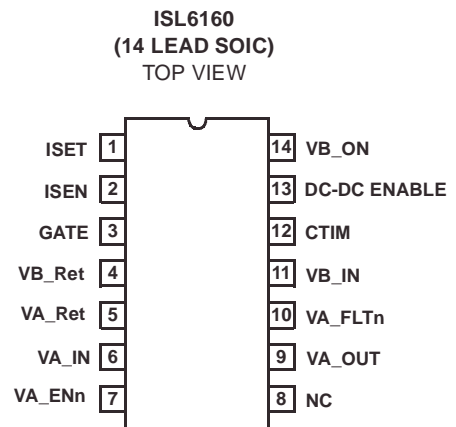 ISL6160
(14 LEAD SOIC)
TOP VIEW
ISET 1 14 VB_ON
ISEN 2 13 DC-DC ENABLE
GATE 3 12 CTIM
VB_Ret 4 11 VB_IN
VA_Ret 5 10 VA_FLTn
VA_IN 6 9 VA_OUT
VA_ENn 7 8 NC